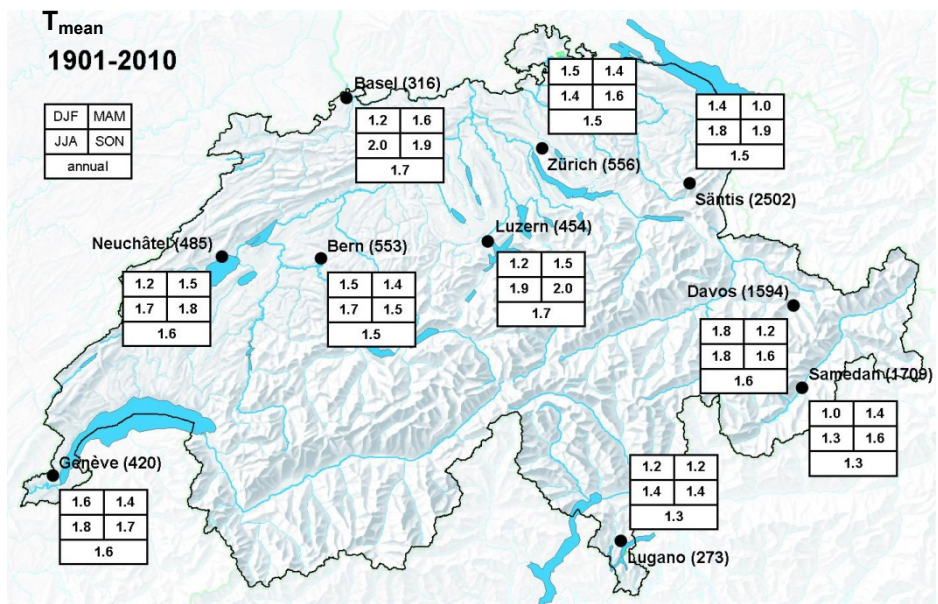 Tmean
1901-2010
DJF MAM
JJA SON
annual
Basel (316)
1.2 1.6
2.0 1.9
1.7
1.5 1.4
1.4 1.6
1.5
Zürich (556)
1.4 1.0
1.8 1.9
1.5
Säntis (2502)
Neuchâtel (485)
1.2 1.5
1.7 1.8
1.6
Bern (553)
1.5 1.4
1.7 1.5
1.5
Luzern (454)
1.2 1.5
1.9 2.0
1.7
Davos (1594)
1.8 1.2
1.8 1.6
1.6
Samedan (1709)
1.0 1.4
1.3 1.6
1.3
Genève (420)
1.6 1.4
1.8 1.7
1.6
1.2 1.2
1.4 1.4
1.3
Lugano (273)